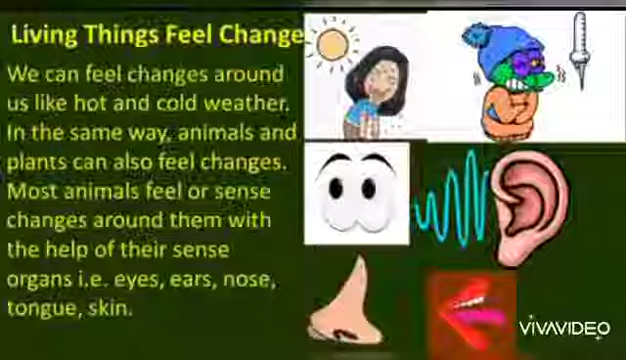 Living Things Feel Change
We can feel changes around
us like hot and cold weather.
In the same way, animals and
plants can also feel changes.
Most animals feel or sense
changes around them with
the help of their sense
organs i.e. eyes, ears, nose,
tongue, skin.
VIVAVIDEO